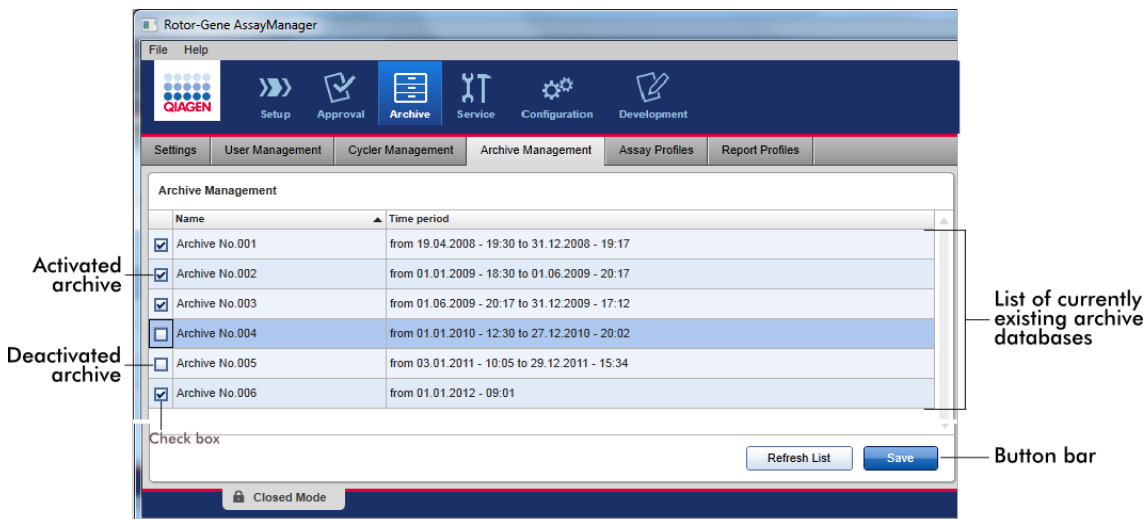 Rotor-Gene AssayManager
File Help
QIAGEN
Setup Approval Archive Service Configuration Development
Settings User Management Cycler Management Archive Management Assay Profiles Report Profiles
Archive Management
Name Time period
Archive No.001 from 19.04.2008 - 19:30 to 31.12.2008 - 19:17
Archive No.002 from 01.01.2009 - 18:30 to 01.06.2009 - 20:17
Archive No.003 from 01.06.2009 - 20:17 to 31.12.2009 - 17:12
Archive No.004 from 01.01.2010 - 12:30 to 27.12.2010 - 20:02
Archive No.005 from 03.01.2011 - 10:05 to 29.12.2011 - 15:34
Archive No.006 from 01.01.2012 - 09:01
Activated
archive
Deactivated
archive
Check box
List of currently
existing archive
databases
Refresh List Save
Button bar
Closed Mode